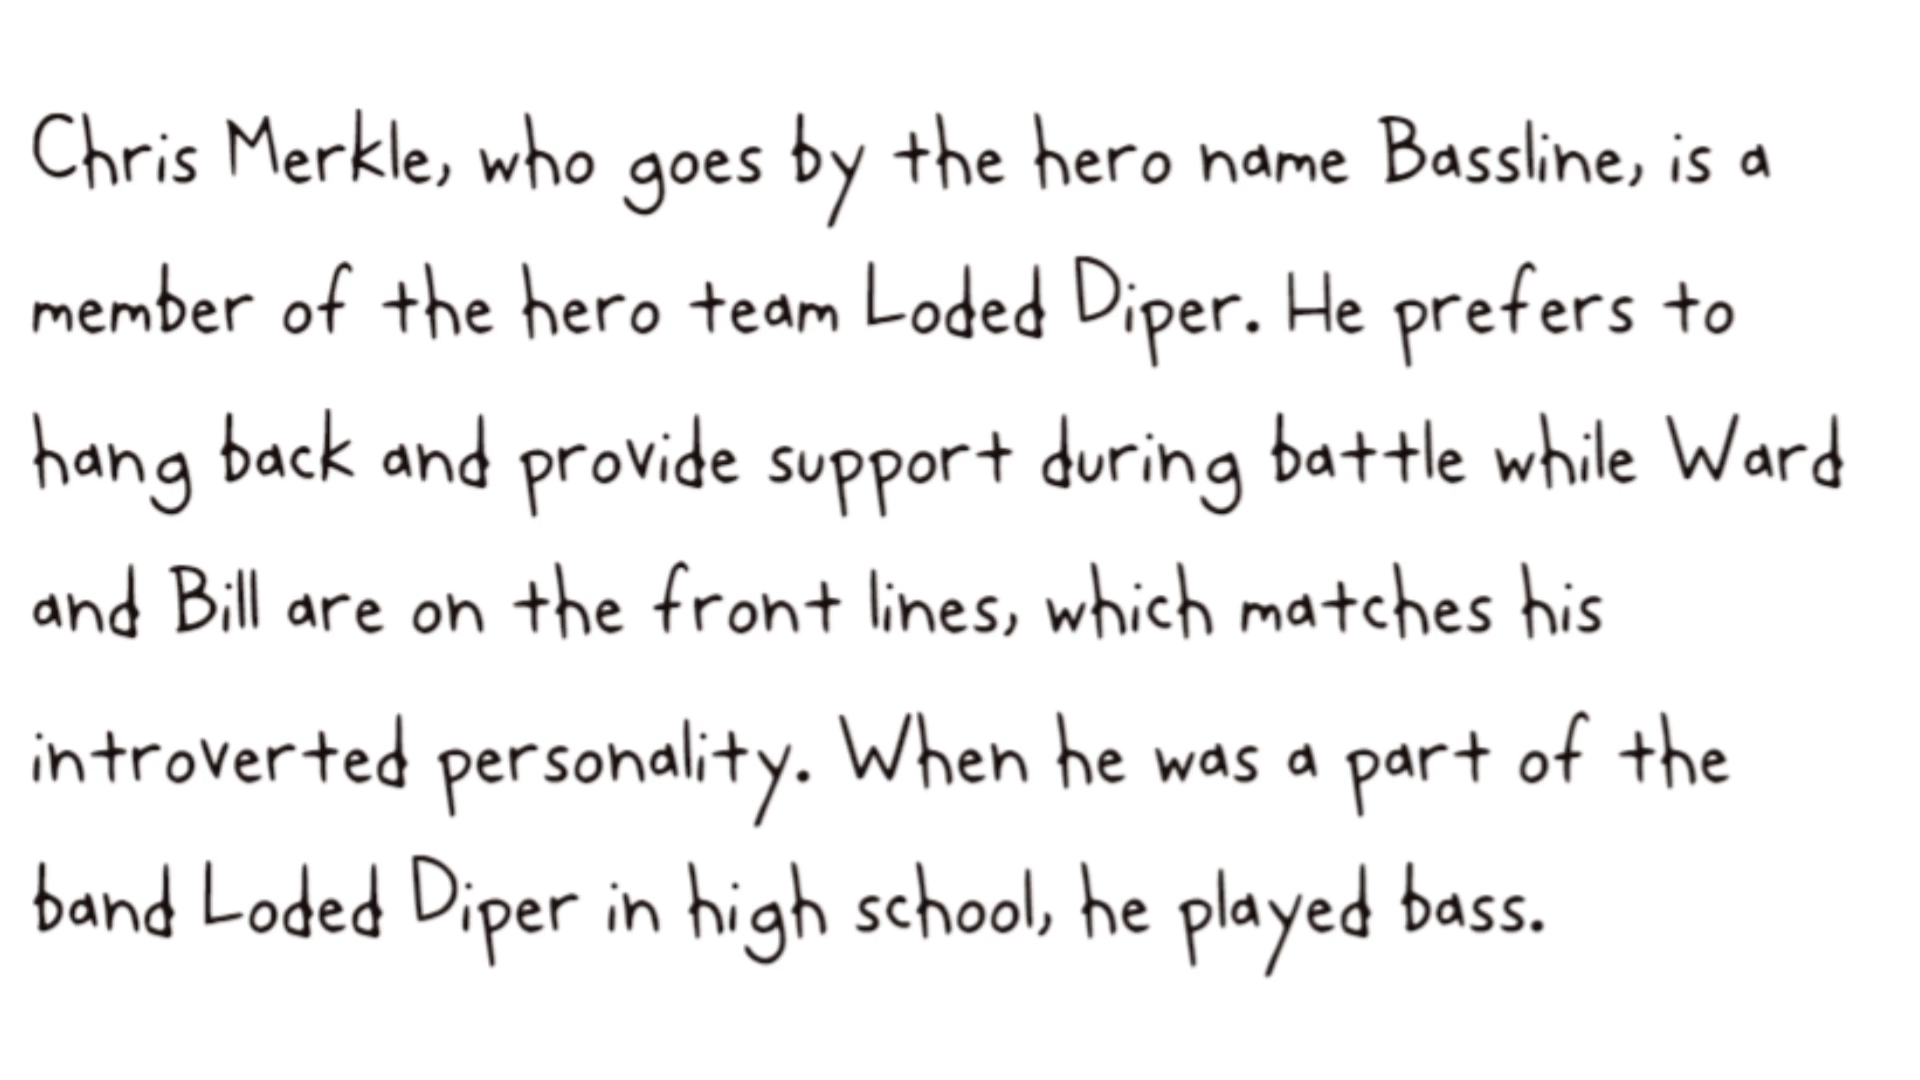 Chris Merkle, who goes by the hero name Bassline, is a
member of the hero team Loded Diper. He prefers to
hang back and provide support during battle while Ward
and Bill are on the front lines, which matches his
introverted personality. When he was a part of the
band Loded Diper in high school, he played bass.